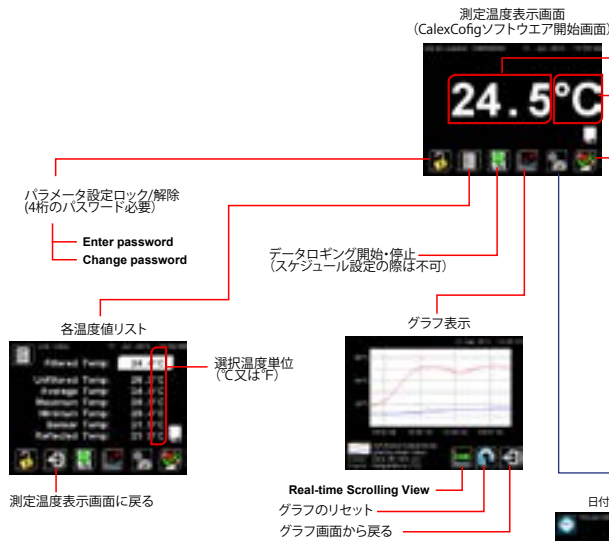 測定温度表示画面
(CalexCofigソフトウエア開始画面)
24.5°C
パラメータ設定ロック/解除
(4桁のパスワード必要)
Enter password
Change password
データロギング開始・停止
(スケジュール設定の際は不可)
各温度値リスト
グラフ表示
Filtered Temp
Unfiltered Temp
Average Temp
Maximum Temp
Minimum Temp
Sensor Temp
Reflected Temp
選択温度単位
(℃又は℉)
測定温度表示画面に戻る
Real-time Scrolling View
グラフのリセット
グラフ画面から戻る
日付